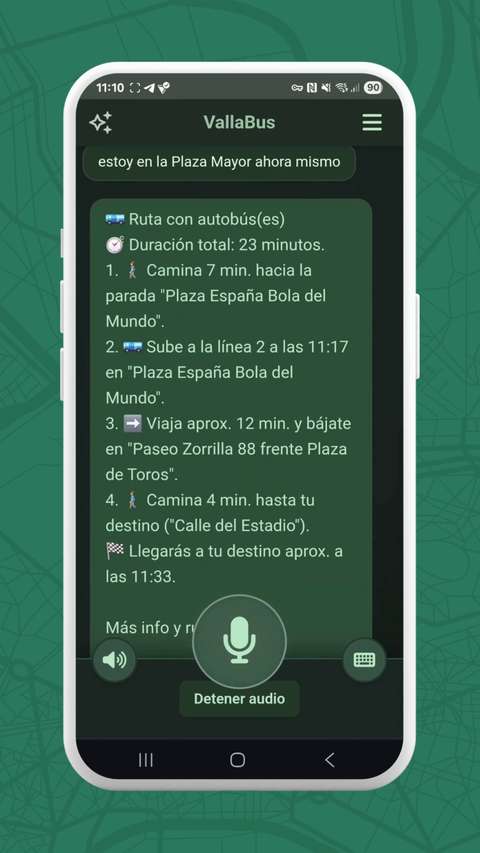 11:10
90
VallaBus
estoy en la Plaza Mayor ahora mismo
🚌 Ruta con autobús(es)
⏱️ Duración total: 23 minutos.
1. 🚶 Camina 7 min. hacia la
parada "Plaza España Bola del
Mundo".
2. 🚌 Sube a la línea 2 a las 11:17
en "Plaza España Bola del
Mundo".
3. ➡️ Viaja aprox. 12 min. y bájate
en "Paseo Zorrilla 88 frente Plaza
de Toros".
4. 🚶 Camina 4 min. hasta tu
destino ("Calle del Estadio").
🏁 Llegarás a tu destino aprox. a
las 11:33.
Más info y
Detener audio